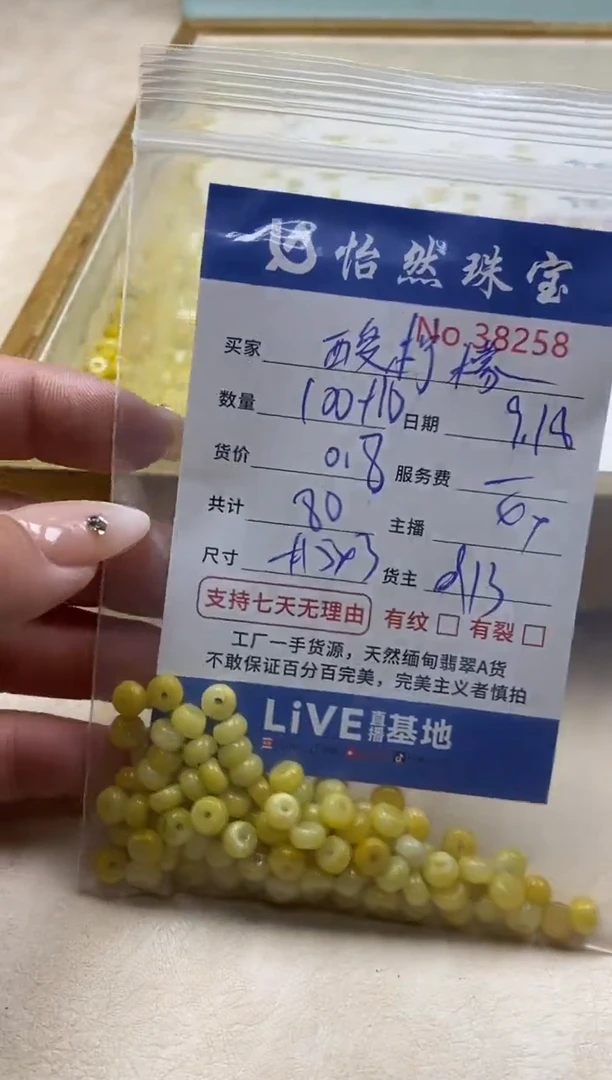 怡然珠宝
No.38258
买家 酸柠檬
数量 100+10 日期 9.18
货价 0.8 服务费 —
共计 80 主播
尺寸 货主
支持七天无理由 有纹 有裂
工厂一手货源，天然缅甸翡翠A货
不敢保证百分百完美，完美主义者慎拍
LiVE直播基地